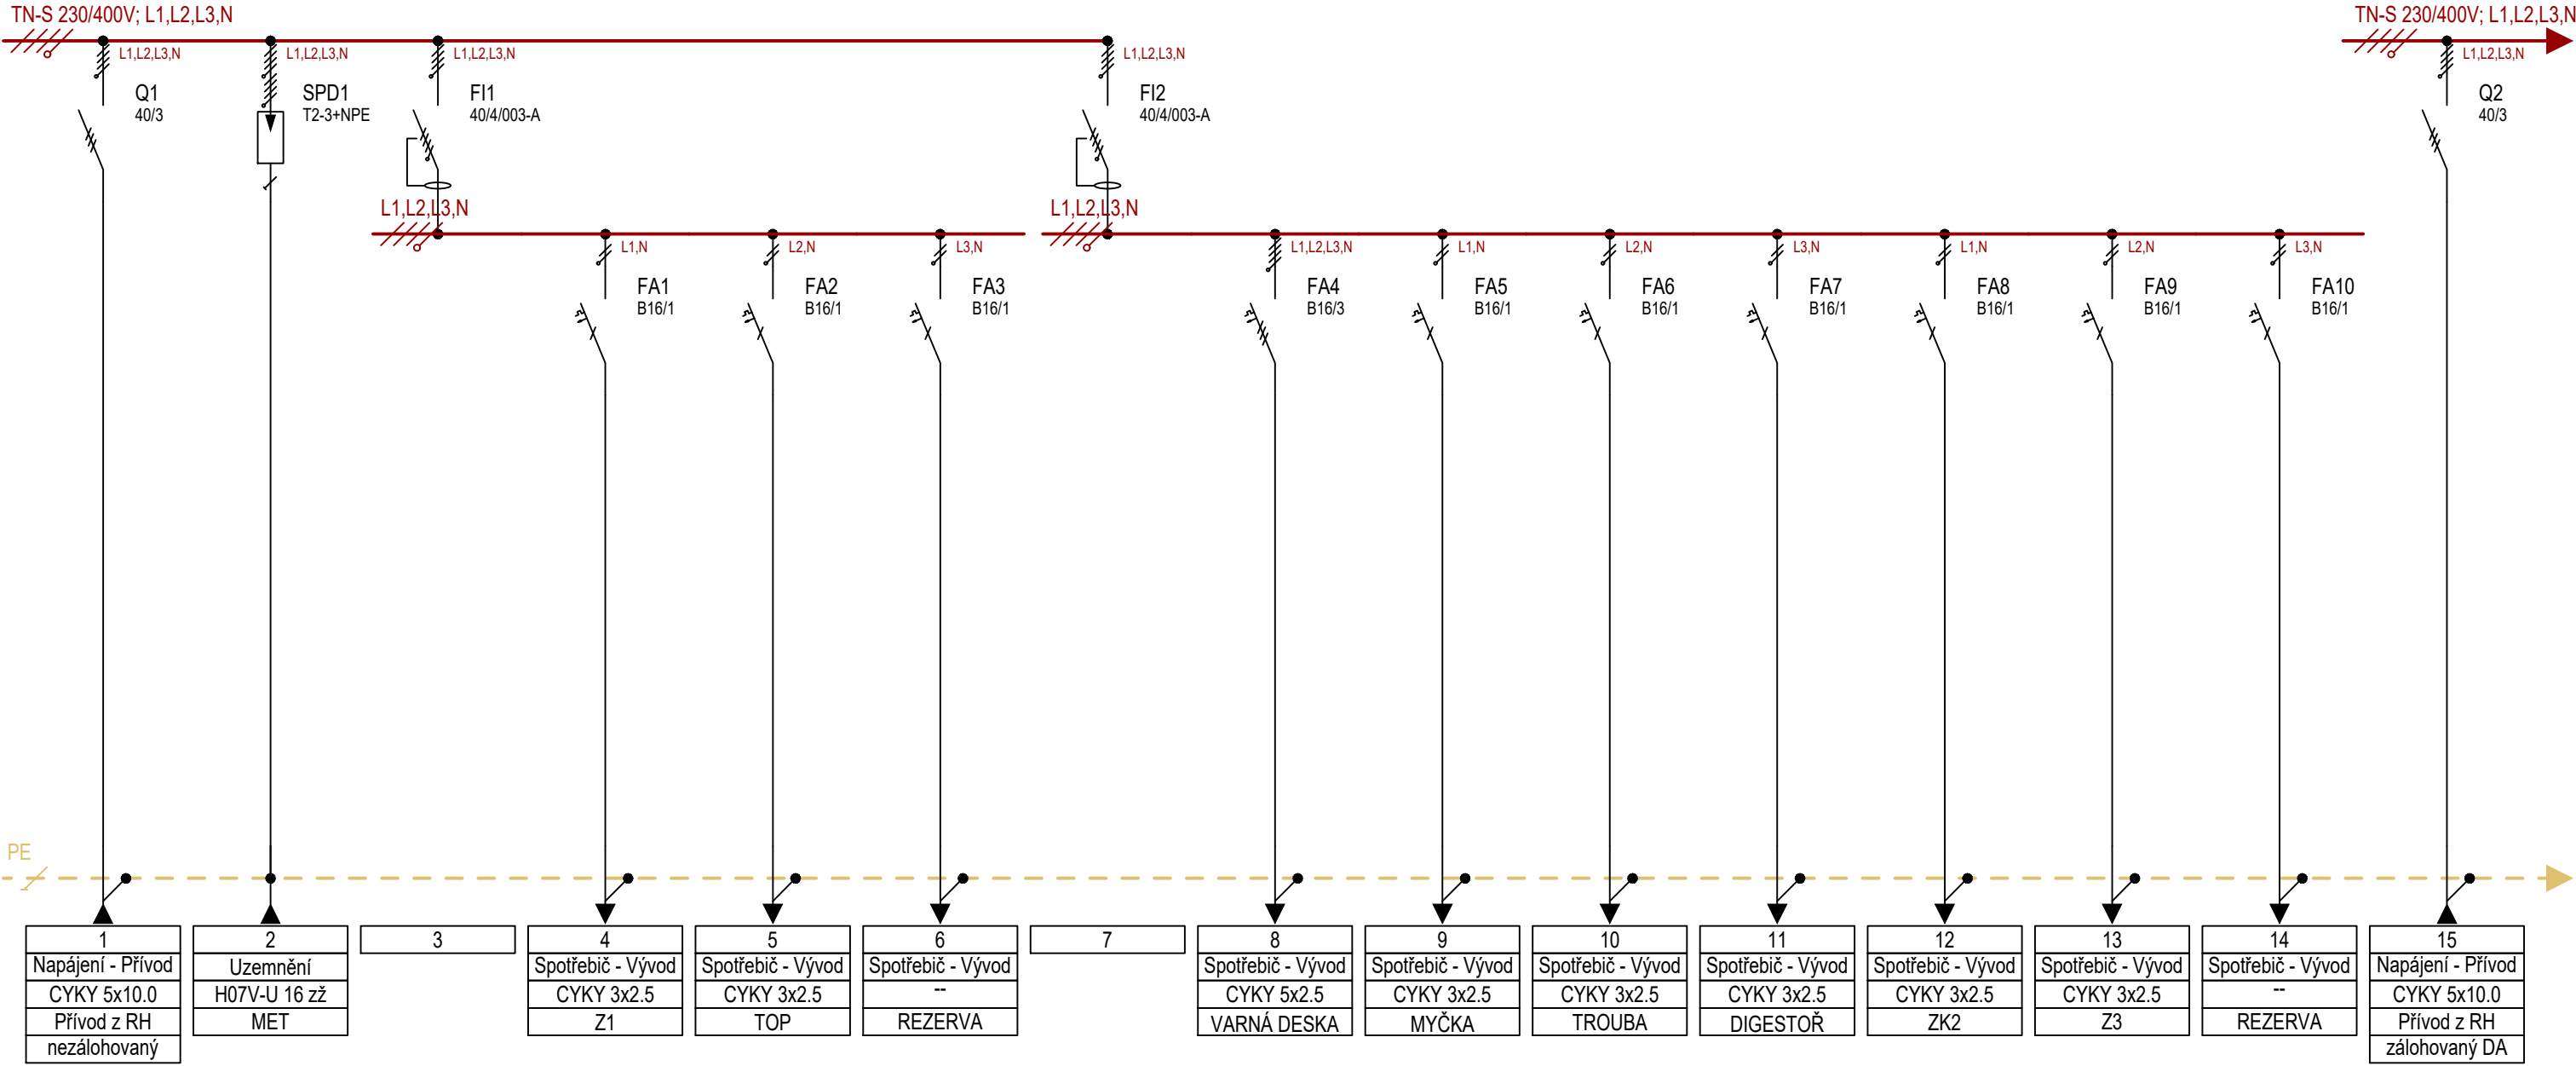 TN-S 230/400V; L1,L2,L3,N
TN-S 230/400V; L1,L2,L3,N
L1,L2,L3,N
L1,L2,L3,N
L1,L2,L3,N
L1,L2,L3,N
L1,L2,L3,N
Q1
40/3
SPD1
T2-3+NPE
FI1
40/4/003-A
FI2
40/4/003-A
Q2
40/3
L1,L2,L3,N
L1,L2,L3,N
L1,N
L2,N
L3,N
L1,L2,L3,N
L1,N
L2,N
L3,N
L1,N
L2,N
L3,N
FA1
B16/1
FA2
B16/1
FA3
B16/1
FA4
B16/3
FA5
B16/1
FA6
B16/1
FA7
B16/1
FA8
B16/1
FA9
B16/1
FA10
B16/1
PE
1
Napájení - Přívod
CYKY 5x10.0
Přívod z RH
nezálohovaný
2
Uzemnění
H07V-U 16 zž
MET
3
4
Spotřebič - Vývod
CYKY 3x2.5
Z1
5
Spotřebič - Vývod
CYKY 3x2.5
TOP
6
Spotřebič - Vývod
--
REZERVA
7
8
Spotřebič - Vývod
CYKY 5x2.5
VARNÁ DESKA
9
Spotřebič - Vývod
CYKY 3x2.5
MYČKA
10
Spotřebič - Vývod
CYKY 3x2.5
TROUBA
11
Spotřebič - Vývod
CYKY 3x2.5
DIGESTOŘ
12
Spotřebič - Vývod
CYKY 3x2.5
ZK2
13
Spotřebič - Vývod
CYKY 3x2.5
Z3
14
Spotřebič - Vývod
--
REZERVA
15
Napájení - Přívod
CYKY 5x10.0
Přívod z RH
zálohovaný DA